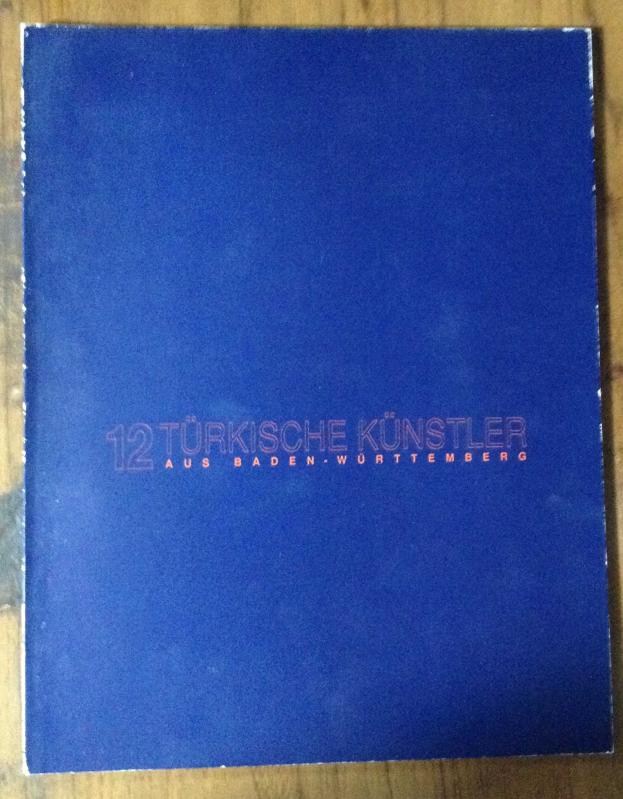 12 TÜRKISCHE KÜNSTLER
AUS BADEN-WÜRTTEMBERG